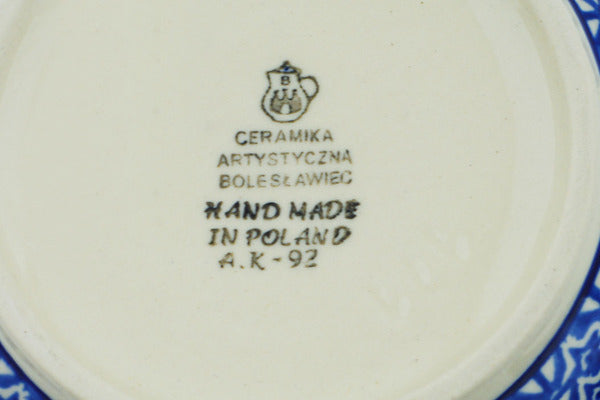 B
CERAMIKA
ARTYSTYCZNA
BOLESŁAWIEC
HAND MADE
IN POLAND
A.K-92